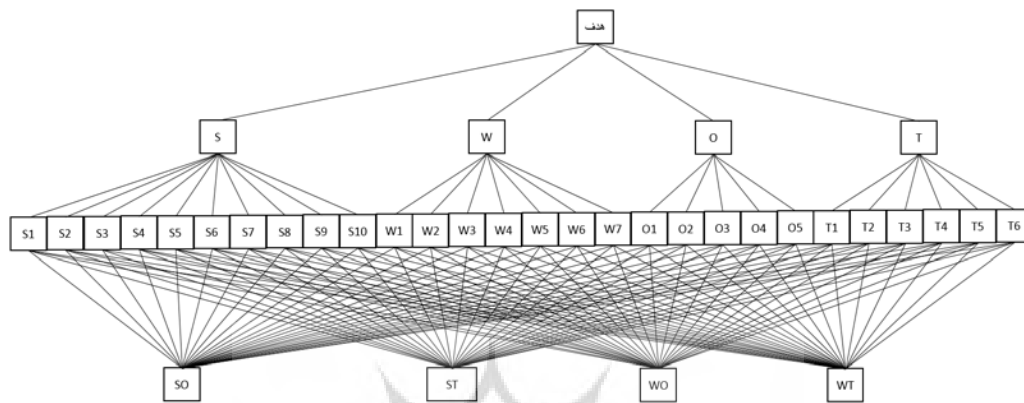 هدف
S W O T
S1 S2 S3 S4 S5 S6 S7 S8 S9 S10 W1 W2 W3 W4 W5 W6 W7 O1 O2 O3 O4 O5 T1 T2 T3 T4 T5 T6
SO ST WO WT